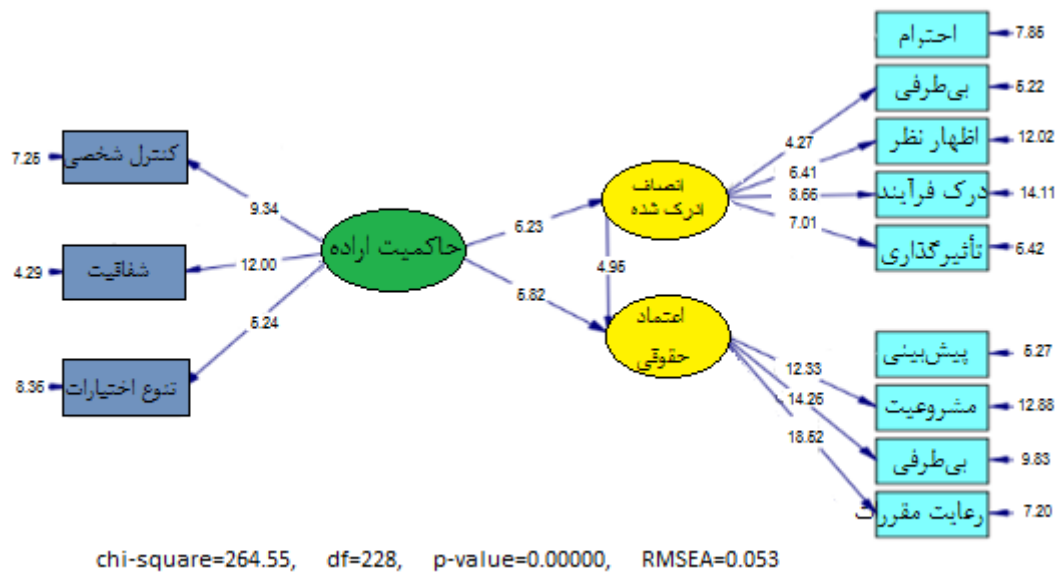 احترام
7.85
بی‌طرفی
5.22
4.27
اظهار نظر
12.02
6.41
درک فرآیند
14.11
8.66
تأثیرگذاری
6.42
7.01
انصاف
ادرک شده
کنترل شخصی
7.25
9.34
شفافیت
4.29
12.00
تنوع اختیارات
8.36
5.24
حاکمیت اراده
6.23
4.95
5.82
اعتماد
حقوقی
پیش‌بینی
5.27
12.33
مشروعیت
12.88
14.26
بی‌طرفی
9.83
18.52
رعایت مقررات
7.20
chi-square=264.55, df=228, p-value=0.00000, RMSEA=0.053